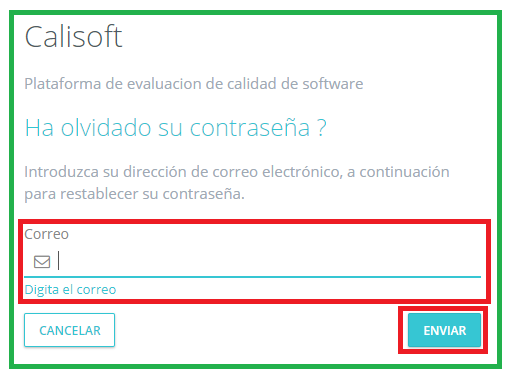 Calisoft
Plataforma de evaluacion de calidad de software
Ha olvidado su contraseña ?
Introduzca su dirección de correo electrónico, a continuación
para restablecer su contraseña.
Correo
Digita el correo
CANCELAR
ENVIAR